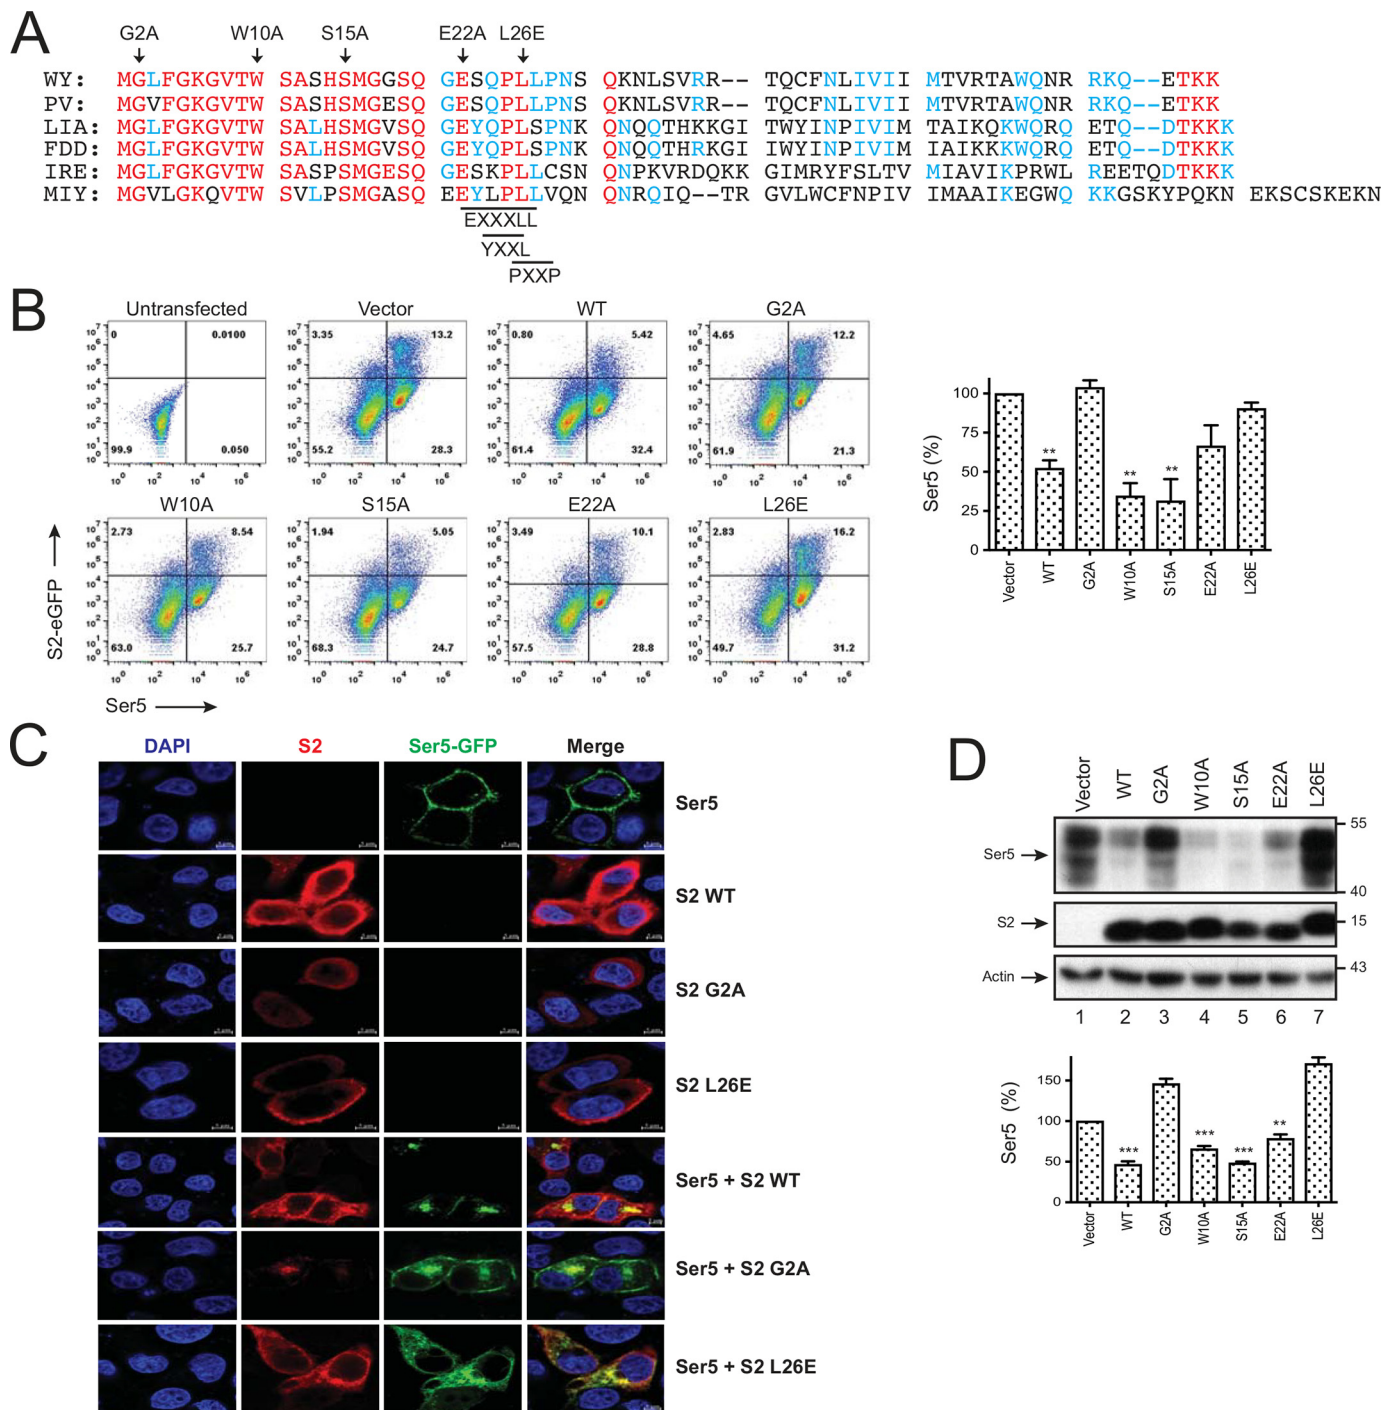 A
G2A W10A S15A E22A L26E
WY: MGLFGKGVTW SASHSMGGSQ GESQPLLPNS QKNLSVRR-- TQCFNLIVII MTVRTAWQNR RKQ--ETKK
PV: MGVFGKGVTW SASHSMGESQ GESQPLLPNS QKNLSVRR-- TQCFNLIVII MTVRTAWQNR RKQ--ETKK
LIA: MGLFGKGVTW SALHSMGVSQ GEYQPLSPNK QNQQTHKKGI TWYINPIVIM TAIKQKWQRQ ETQ--DTKKK
FDD: MGLFGKGVTW SALHSMGVSQ GEYQPLSPNK QNQQTHRKGI IWYINPIVIM IAIKKKWQRQ ETQ--DTKKK
IRE: MGLFGKGVTW SASPSMGESQ GESKPLLCSN QNPKVRDQKK GIMRYFSLTV MIAVIKPRWL REETQDTKKK
MIY: MGVLGKQVTW SVLPSMGASQ EEYLPLLVQN QNRQIQ--TR GVLWCFNPIV IMAAIKEGWQ KKGSKYPQKN EKSCSKEKN
EXXXLL
YXXL
PXXP
B
Untransfected Vector WT G2A
0 0.0100 3.35 13.2 0.80 5.42 4.65 12.2
99.9 0.050 55.2 28.3 61.4 32.4 61.9 21.3
W10A S15A E22A L26E
2.73 8.54 1.94 5.05 3.49 10.1 2.83 16.2
63.0 25.7 68.3 24.7 57.5 28.8 49.7 31.2
S2-eGFP
Ser5
Ser5 (%)
100
75
50
25
0
** ** **
Vector WT G2A W10A S15A E22A L26E
C
DAPI S2 Ser5-GFP Merge
Ser5
S2 WT
S2 G2A
S2 L26E
Ser5 + S2 WT
Ser5 + S2 G2A
Ser5 + S2 L26E
D
Vector WT G2A W10A S15A E22A L26E
Ser5
55
40
S2
15
Actin
43
1 2 3 4 5 6 7
Ser5 (%)
150
100
50
0
*** *** *** **
Vector WT G2A W10A S15A E22A L26E